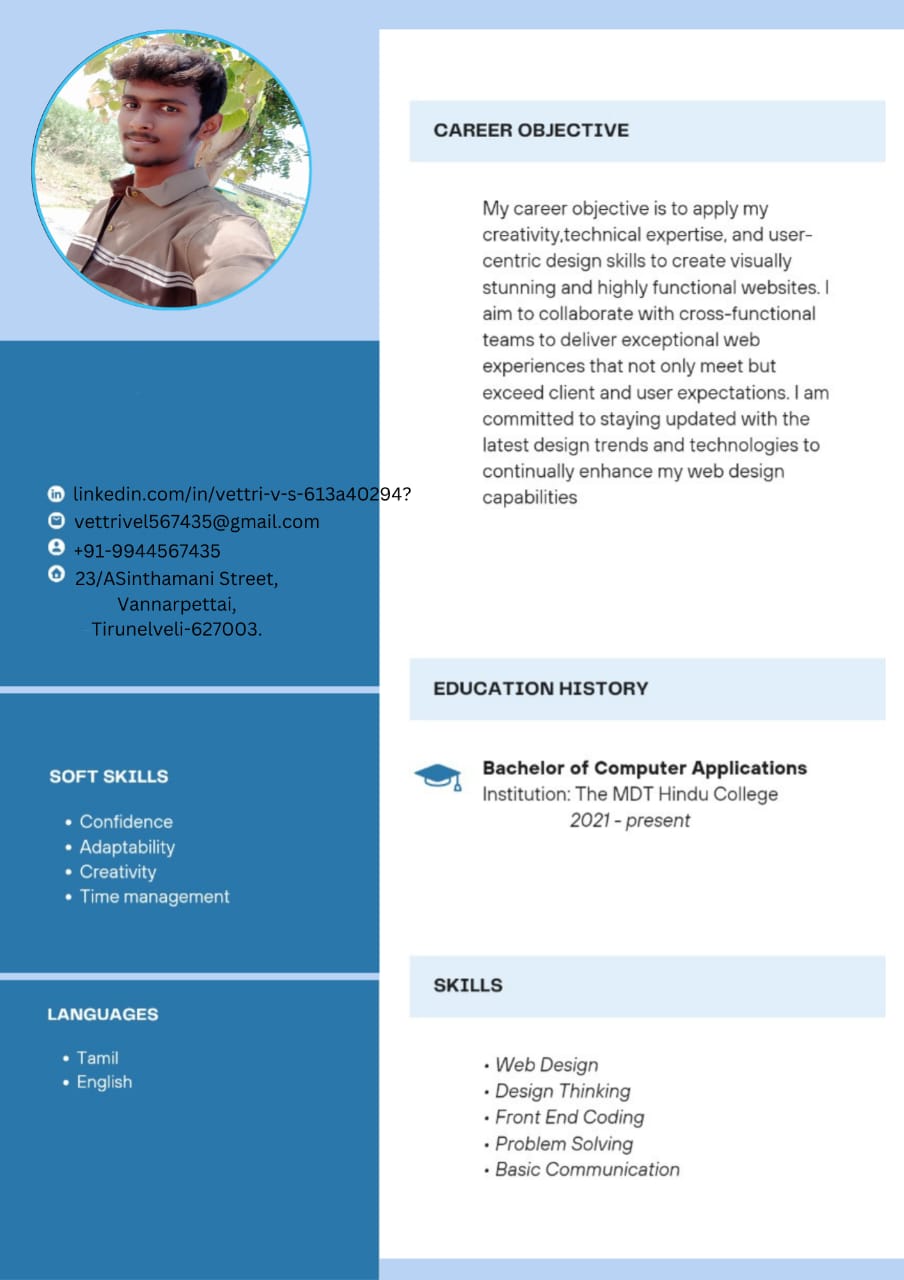 linkedin.com/in/vettri-v-s-613a40294?
vettrivel567435@gmail.com
+91-9944567435
23/ASinthamani Street,
Vannarpettai,
Tirunelveli-627003.
SOFT SKILLS
• Confidence
• Adaptability
• Creativity
• Time management
LANGUAGES
• Tamil
• English
CAREER OBJECTIVE
My career objective is to apply my
creativity,technical expertise, and user-
centric design skills to create visually
stunning and highly functional websites. I
aim to collaborate with cross-functional
teams to deliver exceptional web
experiences that not only meet but
exceed client and user expectations. I am
committed to staying updated with the
latest design trends and technologies to
continually enhance my web design
capabilities
EDUCATION HISTORY
Bachelor of Computer Applications
Institution: The MDT Hindu College
2021 - present
SKILLS
• Web Design
• Design Thinking
• Front End Coding
• Problem Solving
• Basic Communication